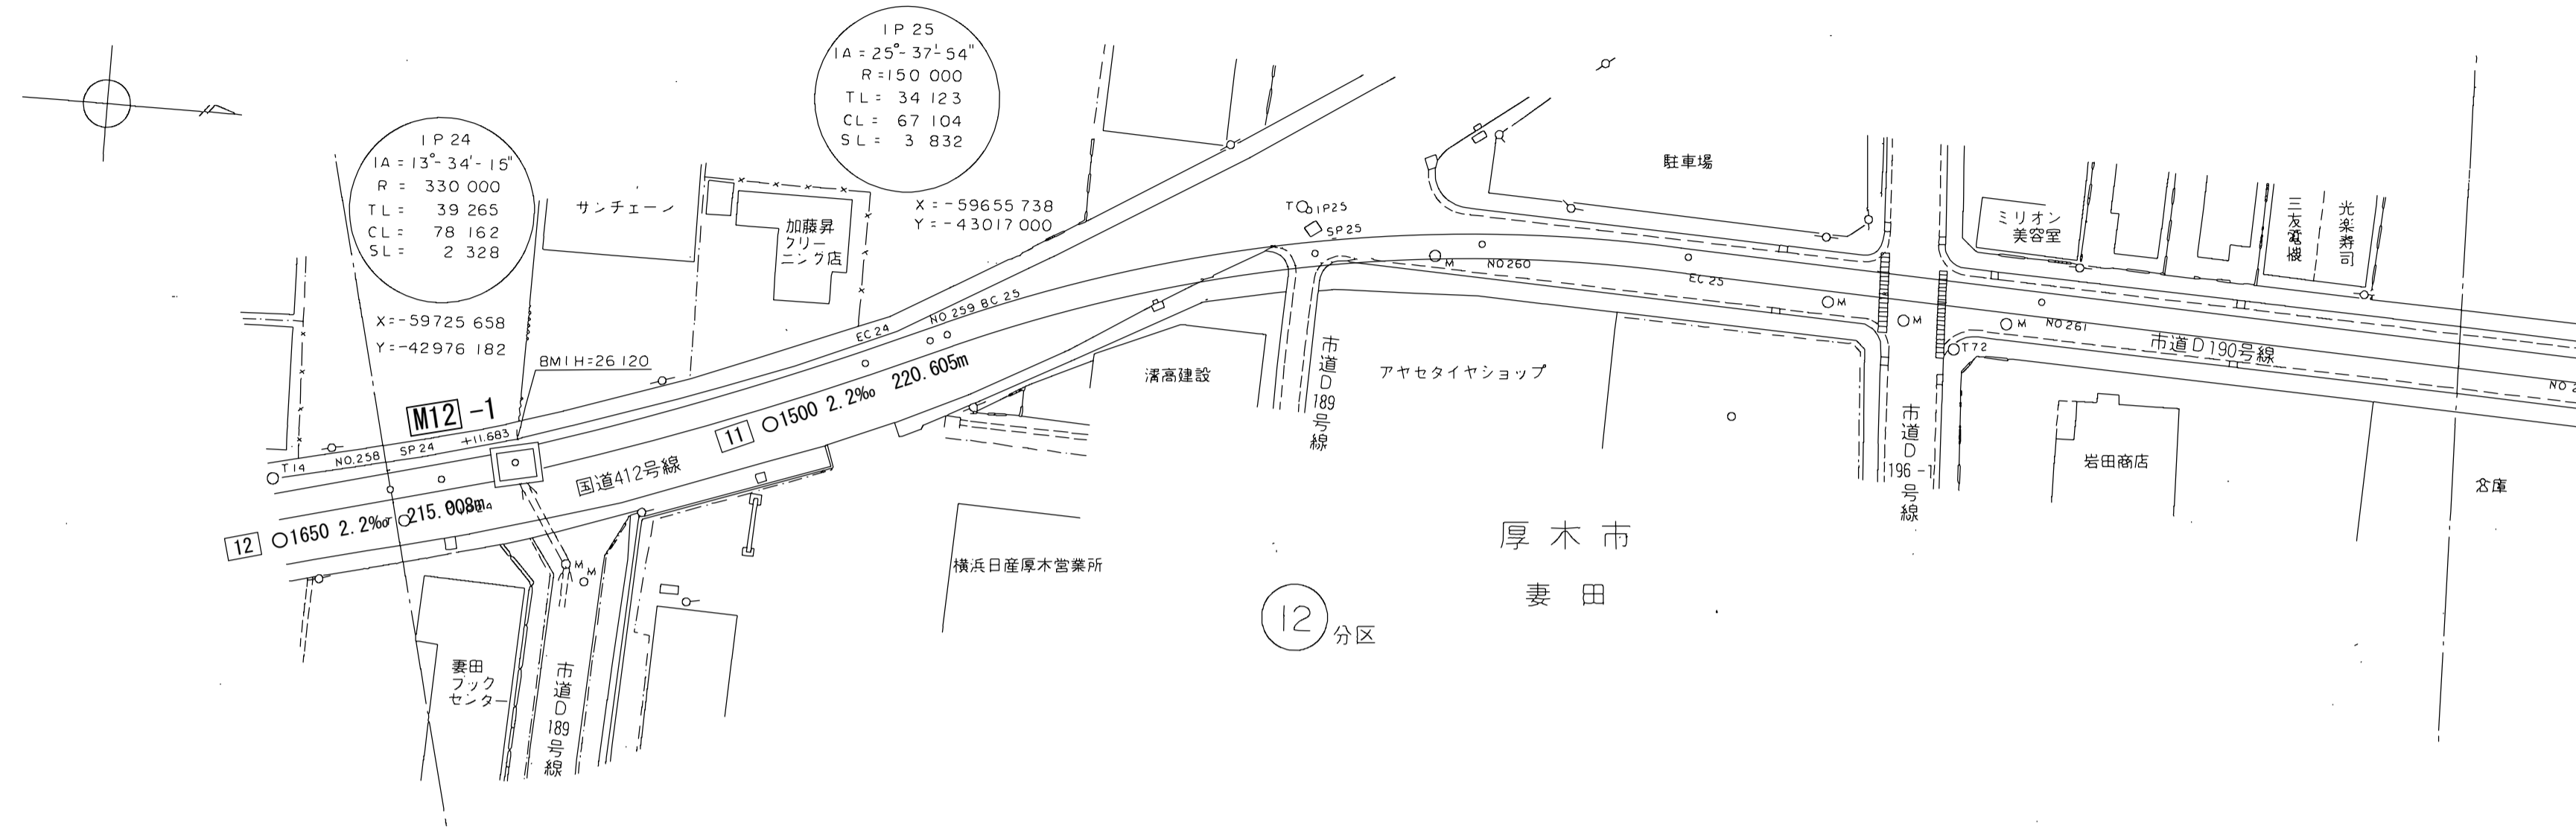 IP 24
IA = 13°-34'-15"
R = 330 000
TL = 39 265
CL = 78 162
SL = 2 328
X=-59725 658
Y=-42976 182
IP 25
IA = 25°-37'-54"
R = 150 000
TL = 34 123
CL = 67 104
SL = 3 832
X = -59655 738
Y = -43017 000
サンチェーン
加藤昇
クリー
ニング店
BM1 H=26 120
M12 -1
T14
NO.258
SP 24
+11.683
EC 24
NO 259 BC 25
11 ○1500 2.2‰ 220.605m
国道412号線
12 ○1650 2.2‰ 215.008m
T
IP25
SP 25
M
NO260
EC 25
M
M
M
NO 261
T72
駐車場
ミリオン
美容室
三友電機
光楽寿司
市道D190号線
NO 2
市道D189号線
アヤセタイヤショップ
市道D196-1号線
岩田商店
倉庫
横浜日産厚木営業所
M
M
妻田
ブック
センター
市道D189号線
厚木市
妻田
12 分区